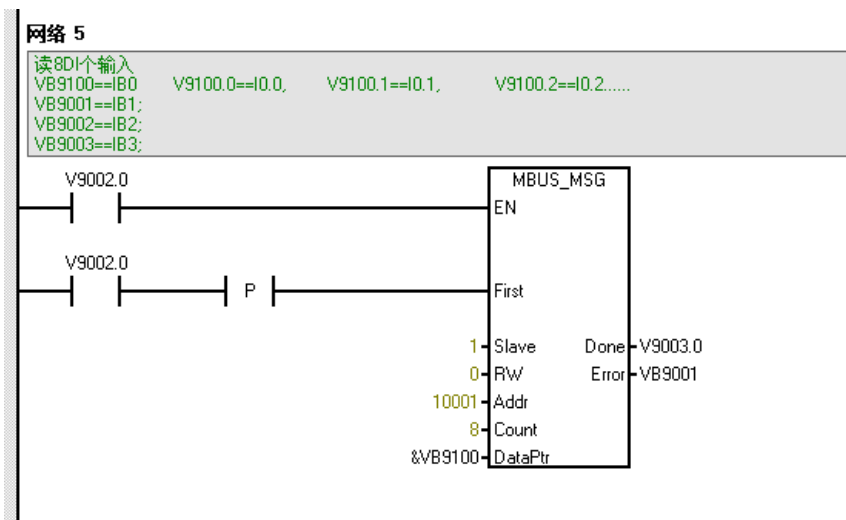 网络 5
读8DI个输入
VB9100==IB0 V9100.0==I0.0, V9100.1==I0.1, V9100.2==I0.2......
VB9001==IB1;
VB9002==IB2;
VB9003==IB3;
V9002.0
MBUS_MSG
EN
V9002.0
P
First
1 Slave Done V9003.0
0 RW Error VB9001
10001 Addr
8 Count
&VB9100 DataPtr